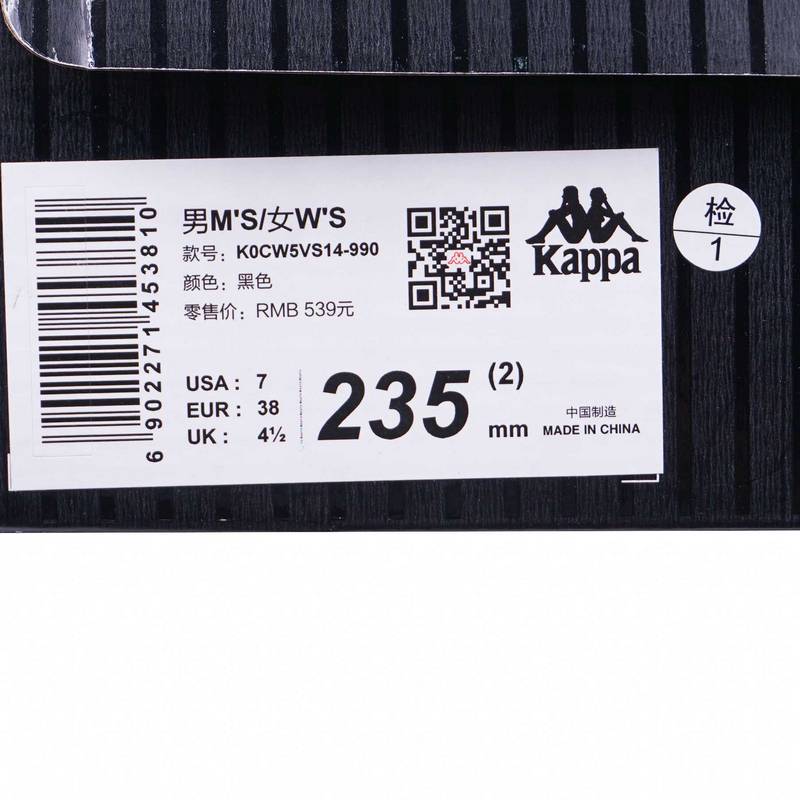 6902271453810
男M'S/女W'S
款号: K0CW5VS14-990
颜色: 黑色
零售价: RMB 539元
USA : 7
EUR : 38
UK : 4½
235 (2) mm
Kappa
中国制造
MADE IN CHINA
检
1